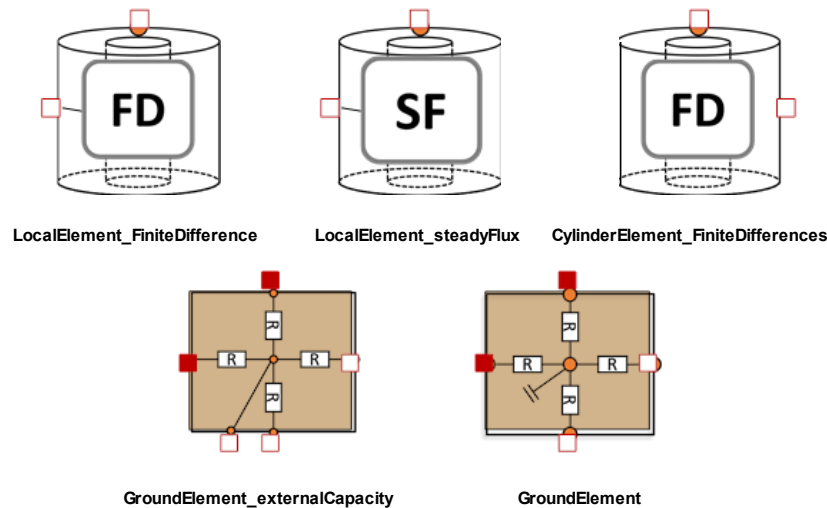 FD
SF
FD
LocalElement_FiniteDifference
LocalElement_steadyFlux
CylinderElement_FiniteDifferences
R
R
R
R
R
R
R
R
GroundElement_externalCapacity
GroundElement